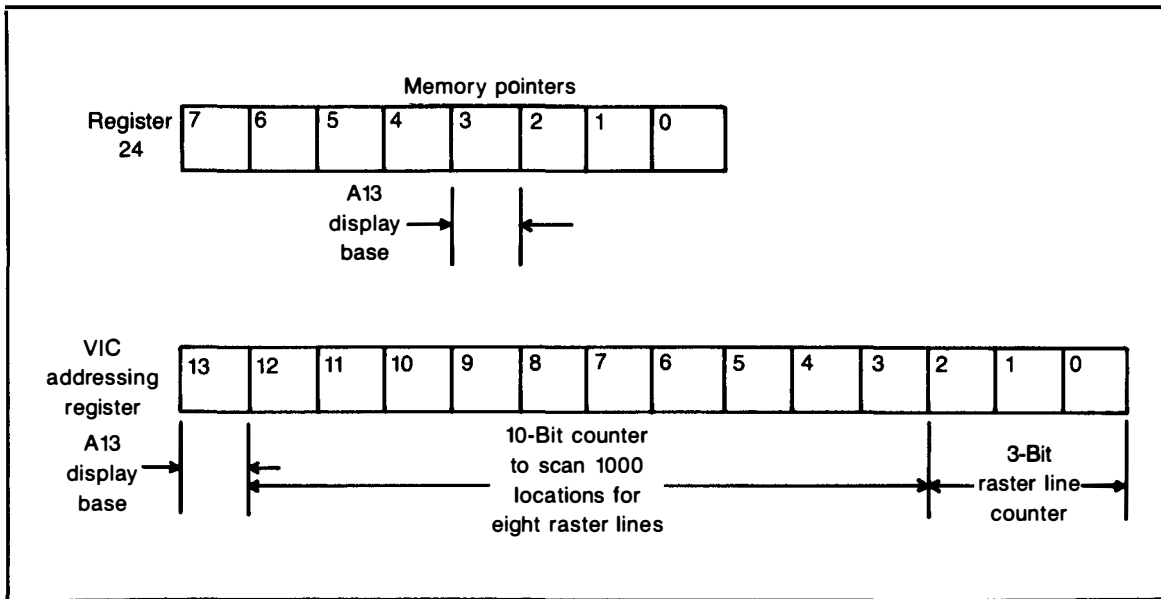 Memory pointers
Register
24
7 6 5 4 3 2 1 0
A13
display
base
VIC
addressing
register
13 12 11 10 9 8 7 6 5 4 3 2 1 0
A13
display
base
10-Bit counter
to scan 1000
locations for
eight raster lines
3-Bit
raster line
counter